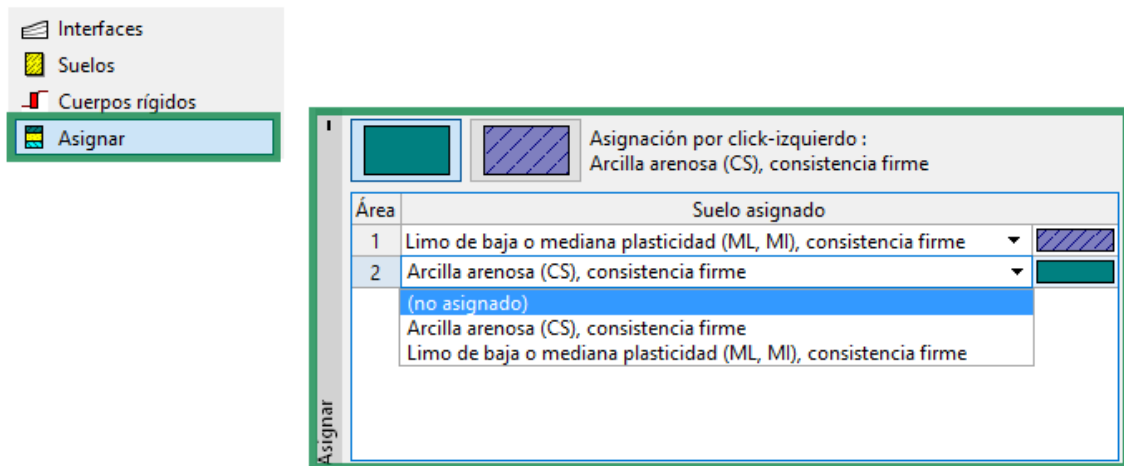 Interfaces
Suelos
Cuerpos rígidos
Asignar
Asignación por click-izquierdo :
Arcilla arenosa (CS), consistencia firme
Área Suelo asignado
1 Limo de baja o mediana plasticidad (ML, MI), consistencia firme
2 Arcilla arenosa (CS), consistencia firme
(no asignado)
Arcilla arenosa (CS), consistencia firme
Limo de baja o mediana plasticidad (ML, MI), consistencia firme
Asignar